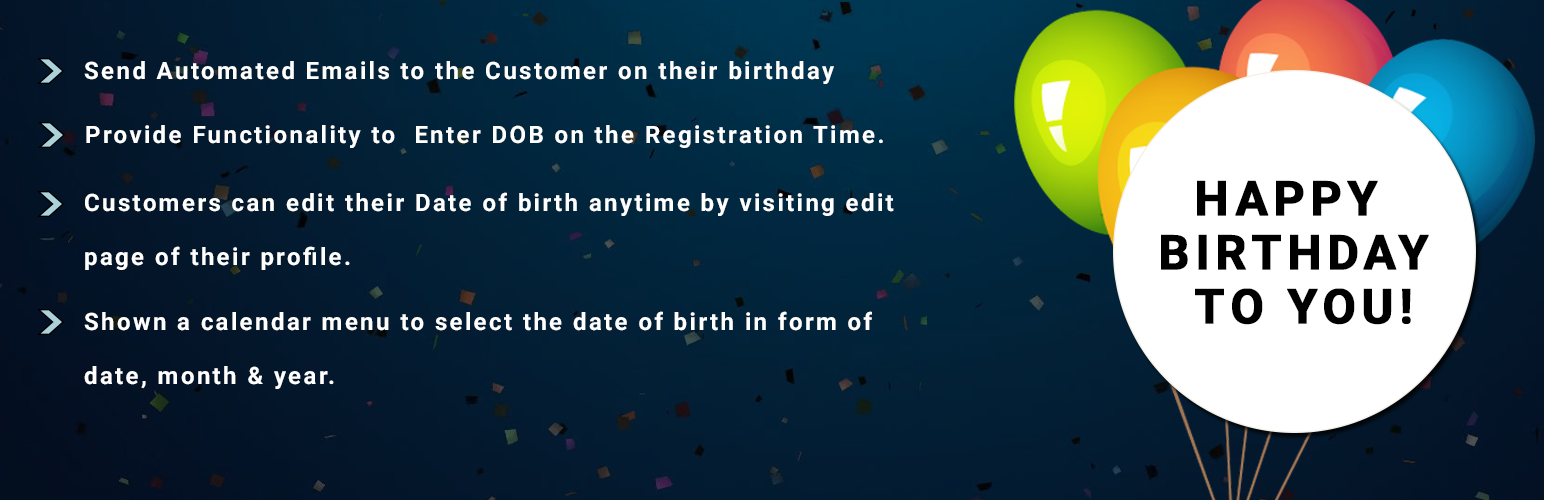 Send Automated Emails to the Customer on their birthday
Provide Functionality to  Enter DOB on the Registration Time.
Customers can edit their Date of birth anytime by visiting edit
page of their profile.
Shown a calendar menu to select the date of birth in form of
date, month & year.
HAPPY
BIRTHDAY
TO YOU!